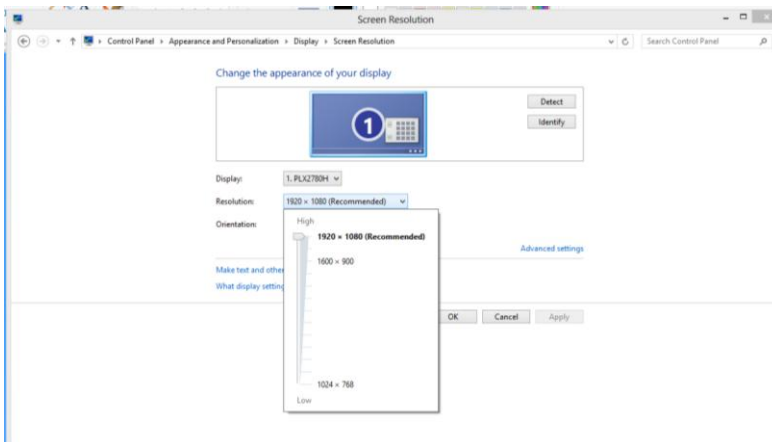 Screen Resolution
Control Panel › Appearance and Personalization › Display › Screen Resolution
Search Control Panel
Change the appearance of your display
1
Detect
Identify
Display: 1. PLX2780H
Resolution: 1920 × 1080 (Recommended)
Orientation:
High
1920 × 1080 (Recommended)
1600 × 900
Advanced settings
Make text and other
What display setting
OK Cancel Apply
1024 × 768
Low